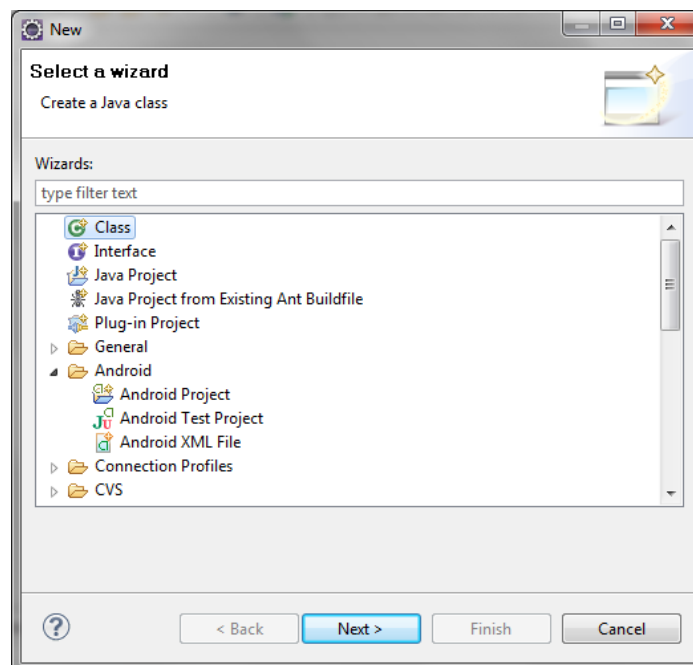 New
Select a wizard
Create a Java class
Wizards:
type filter text
Class
Interface
Java Project
Java Project from Existing Ant Buildfile
Plug-in Project
General
Android
Android Project
Android Test Project
Android XML File
Connection Profiles
CVS
? < Back Next > Finish Cancel